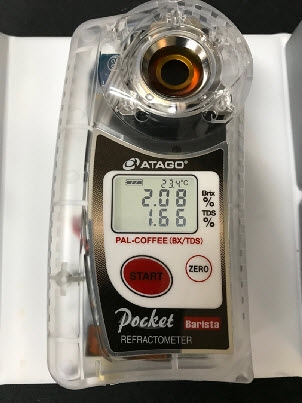 ATAGO
23.4°C
2.08 Brix %
1.66 TDS %
PAL-COFFEE (BX/TDS)
START
ZERO
Pocket Barista
REFRACTOMETER